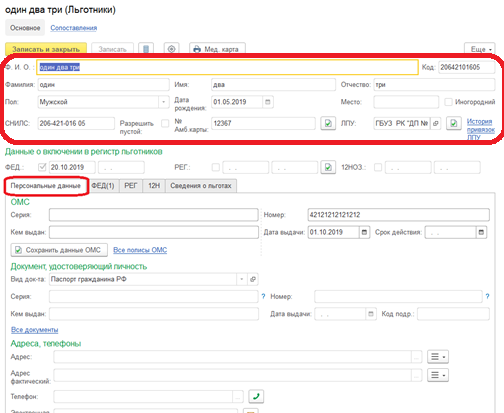 один два три (Льготники)
Основное Сопоставления
Записать и закрыть Записать Мед. карта Еще
Ф. И. О. один два три Код: 20642101605
Фамилия: один Имя: два Отчество: три
Пол: Мужской Дата рождения: 01.05.2019 Место: Иногородний
СНИЛС: 206-421-016 05 Разрешить пустой: № Амб.карты: 12367 ЛПУ: ГБУЗ РК "ДП № История привязок ЛПУ
Данные о включении в регистр льготников
ФЕД.: 20.10.2019 . . РЕГ.: . . . . 12НОЗ.: . . . .
Персональные данные ФЕД(1) РЕГ 12Н Сведения о льготах
ОМС
Серия: Номер: 42121212121212
Кем выдан: Дата выдачи: 01.10.2019 Срок действия: . .
Сохранить данные ОМС Все полисы ОМС
Документ, удостоверяющий личность
Вид док-та: Паспорт гражданина РФ
Серия: ? Номер: ?
Кем выдан: Дата выдачи: . . Код подр.:
Все документы
Адреса, телефоны
Адрес: ...
Адрес фактический: ...
Телефон: ...
Электронная